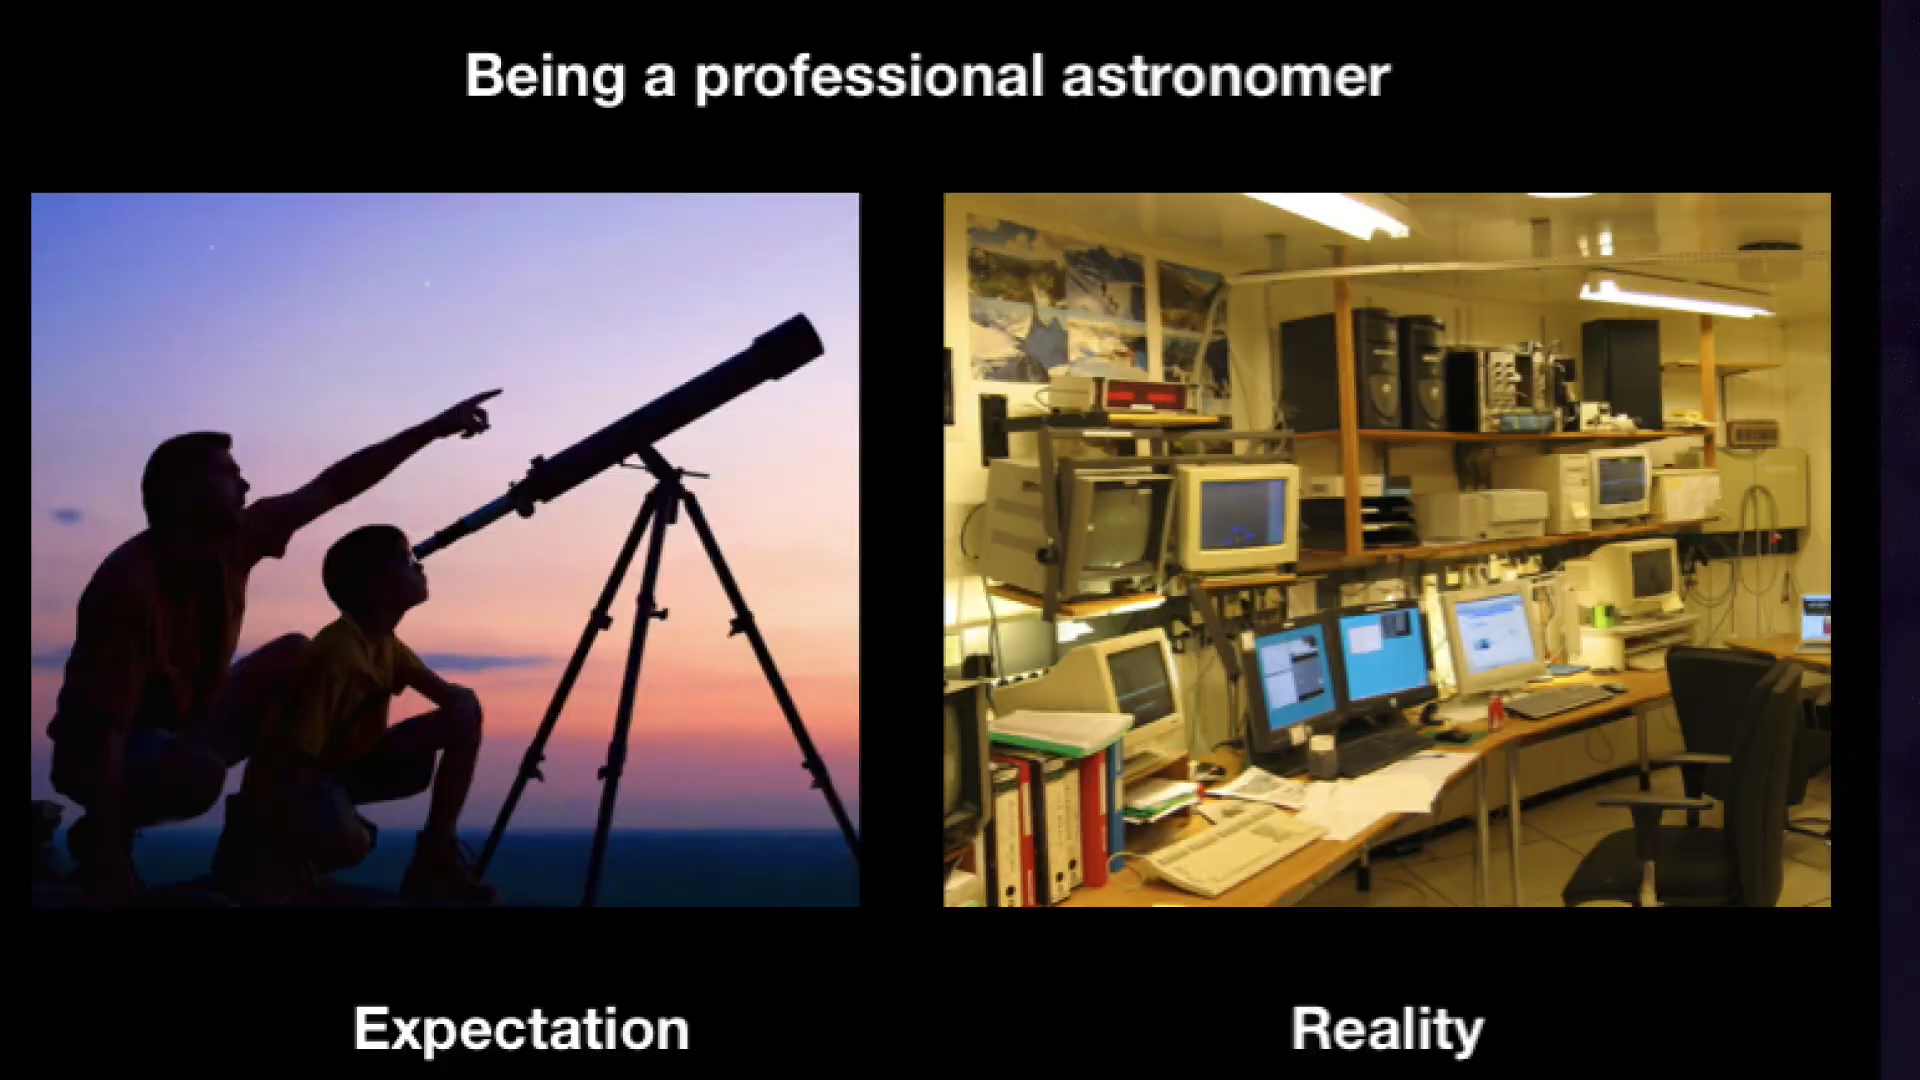 Being a professional astronomer
Expectation
Reality